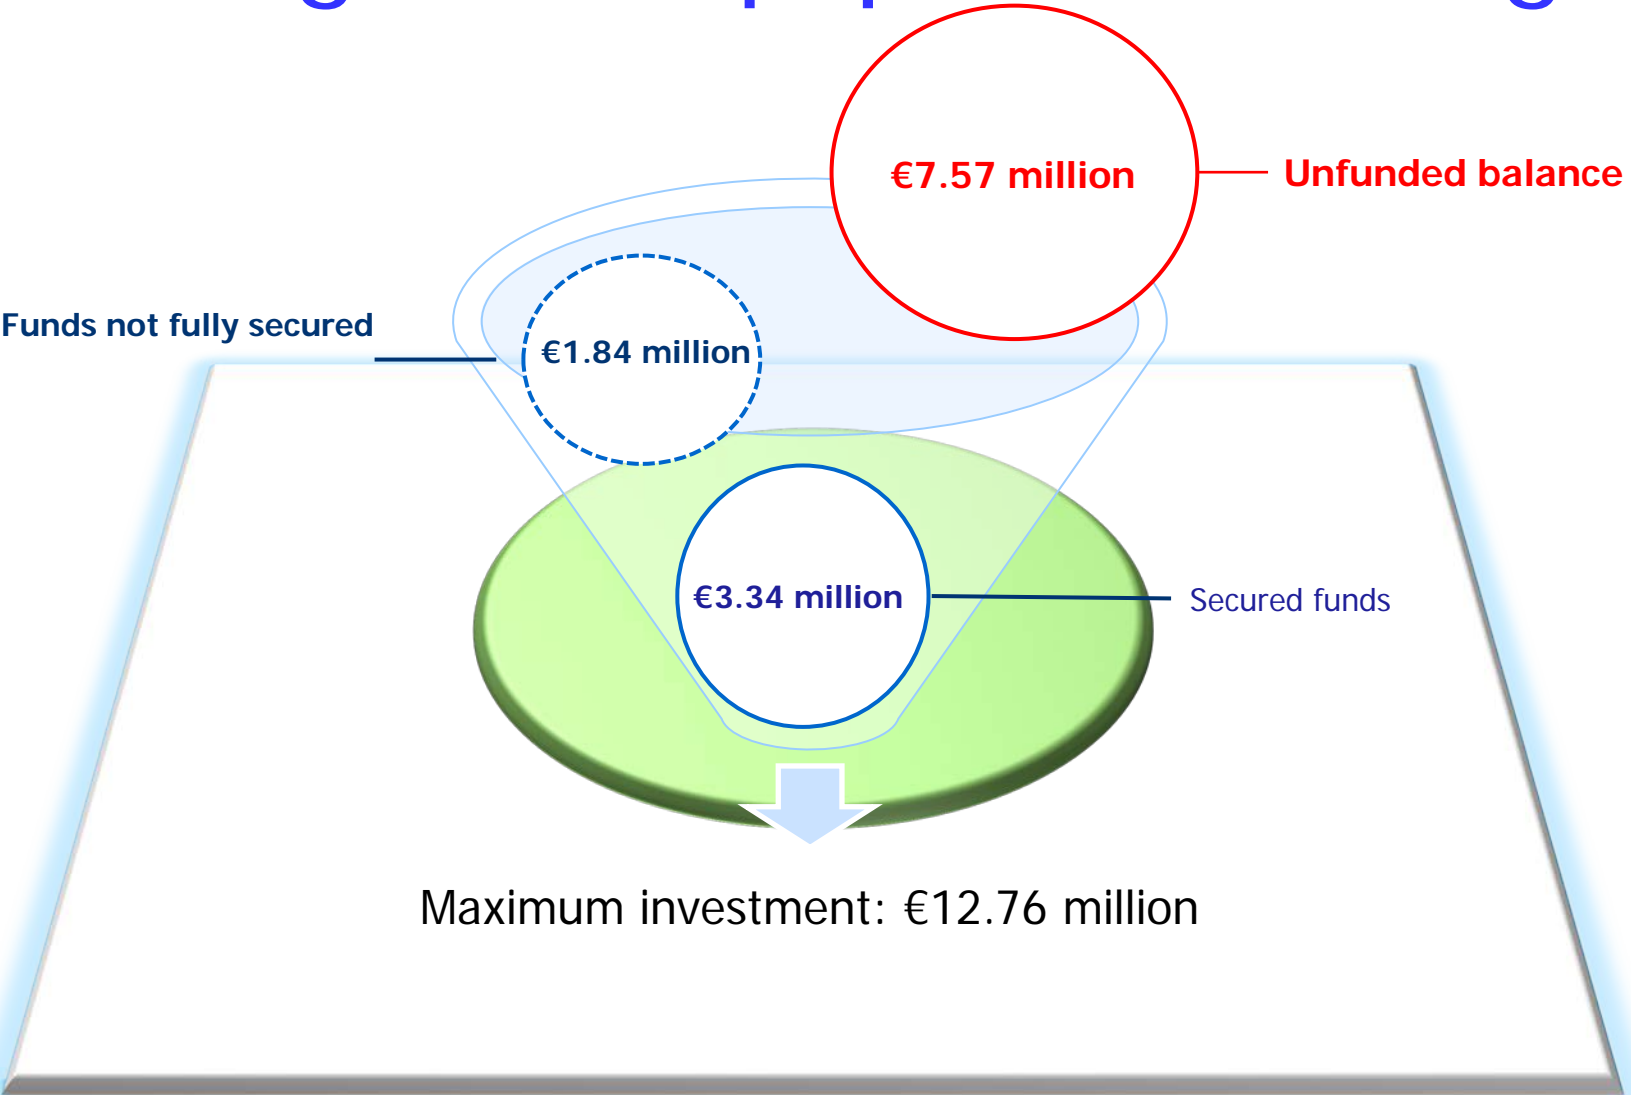 €7.57 million
Unfunded balance
Funds not fully secured
€1.84 million
€3.34 million
Secured funds
Maximum investment: €12.76 million